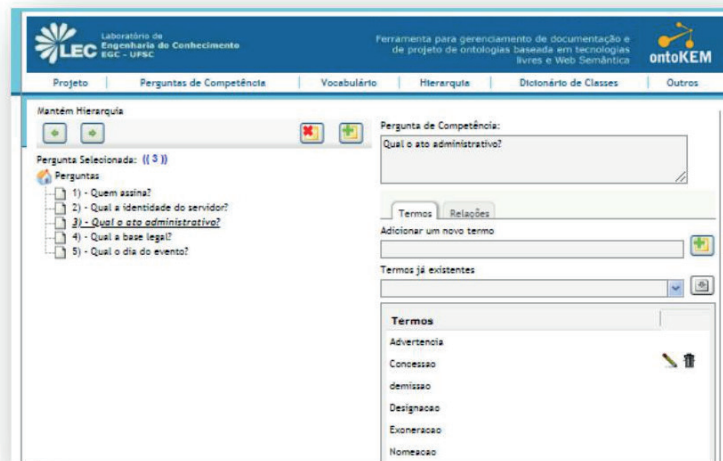 Laboratório de
Engenharia do Conhecimento
LEC EGC - UFSC
Ferramenta para gerenciamento de documentação e
de projeto de ontologias baseada em tecnologias
livres e Web Semântica
ontoKEM
Projeto | Perguntas de Competência | Vocabulário | Hierarquia | Dicionário de Classes | Outros
Mantém Hierarquia
Pergunta Selecionada: (( 3 ))
Perguntas
1) - Quem assina?
2) - Qual a identidade do servidor?
3) - Qual o ato administrativo?
4) - Qual a base legal?
5) - Qual o dia do evento?
Pergunta de Competência:
Qual o ato administrativo?
Termos Relações
Adicionar um novo termo
Termos já existentes
Termos
Advertencia
Concessao
demissao
Designacao
Exoneracao
Nomeacao